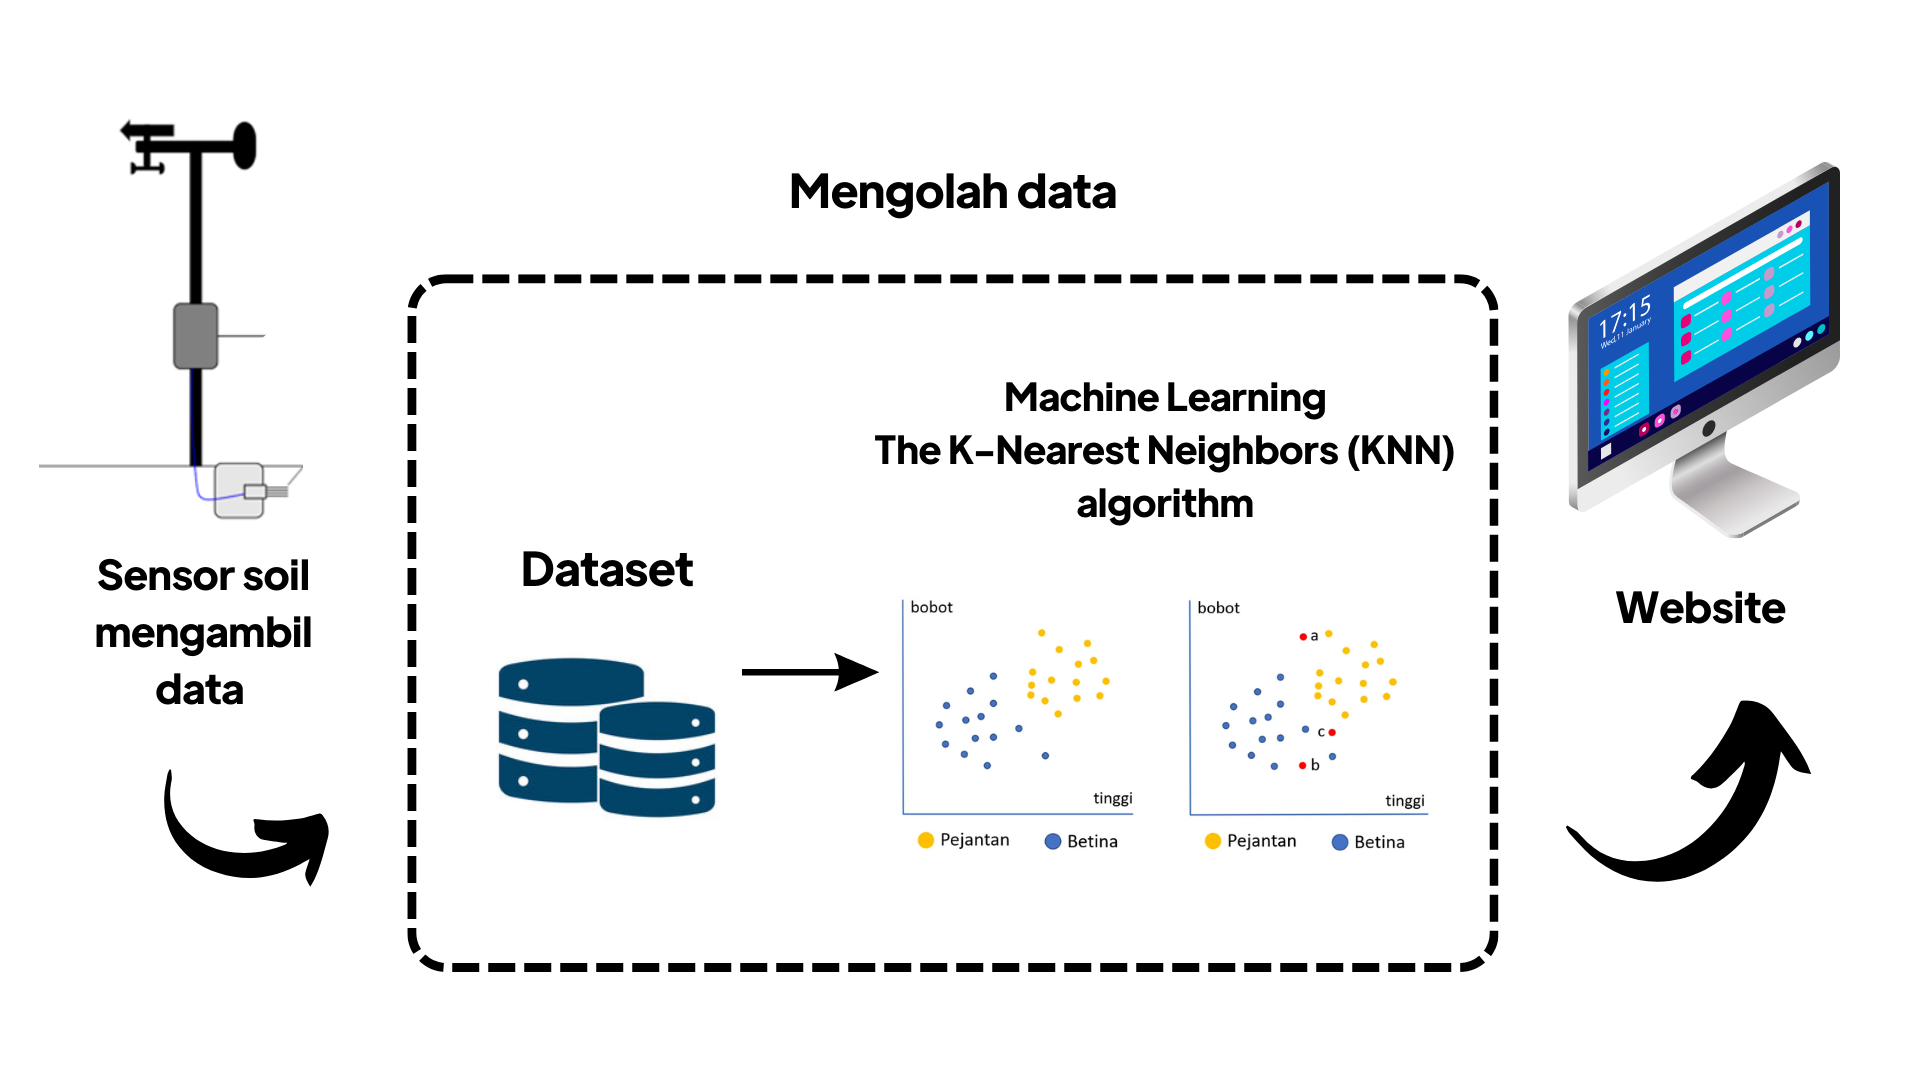 Mengolah data
Sensor soil
mengambil
data
Dataset
Machine Learning
The K-Nearest Neighbors (KNN)
algorithm
bobot
tinggi
Pejantan
Betina
bobot
a
c
b
tinggi
Pejantan
Betina
17:15
Wed,11 January
Website